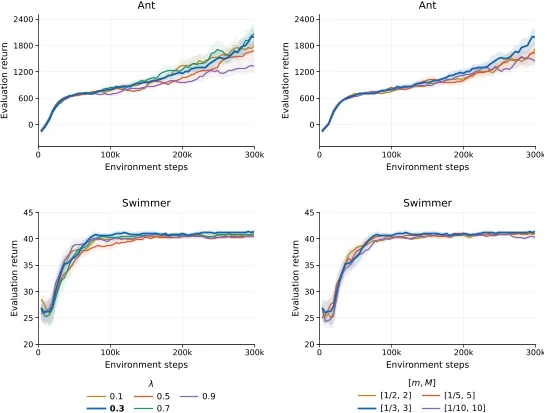 Ant
Ant
2400
1800
1200
600
0
Evaluation return
0
100k
200k
300k
Environment steps
2400
1800
1200
600
0
Evaluation return
0
100k
200k
300k
Environment steps
Swimmer
Swimmer
45
40
35
30
25
20
Evaluation return
0
100k
200k
300k
Environment steps
45
40
35
30
25
20
Evaluation return
0
100k
200k
300k
Environment steps
λ
0.1 0.5 0.9
0.3 0.7
[m, M]
[1/2, 2] [1/5, 5]
[1/3, 3] [1/10, 10]